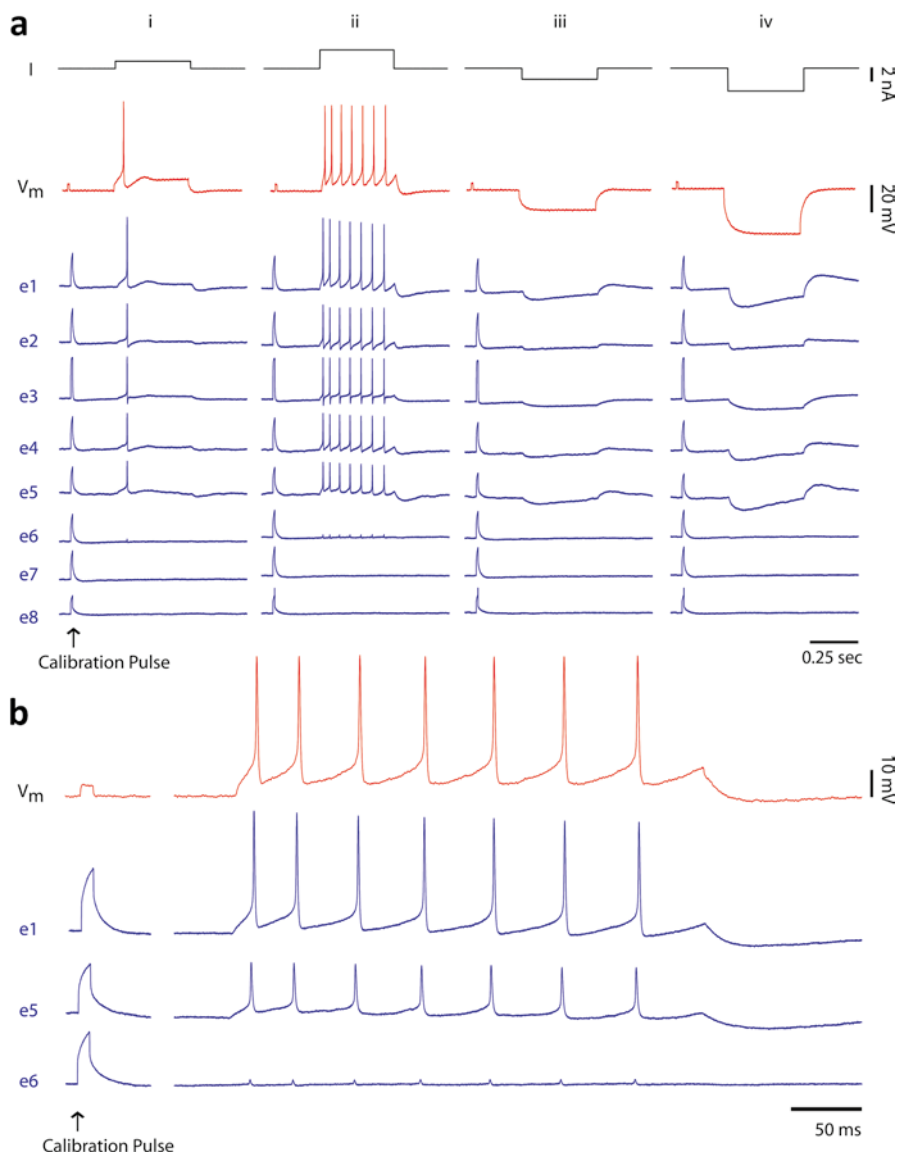 a
i ii iii iv
I
2 nA
Vm
20 mV
e1
e2
e3
e4
e5
e6
e7
e8
Calibration Pulse
0.25 sec
b
Vm
10 mV
e1
e5
e6
Calibration Pulse
50 ms